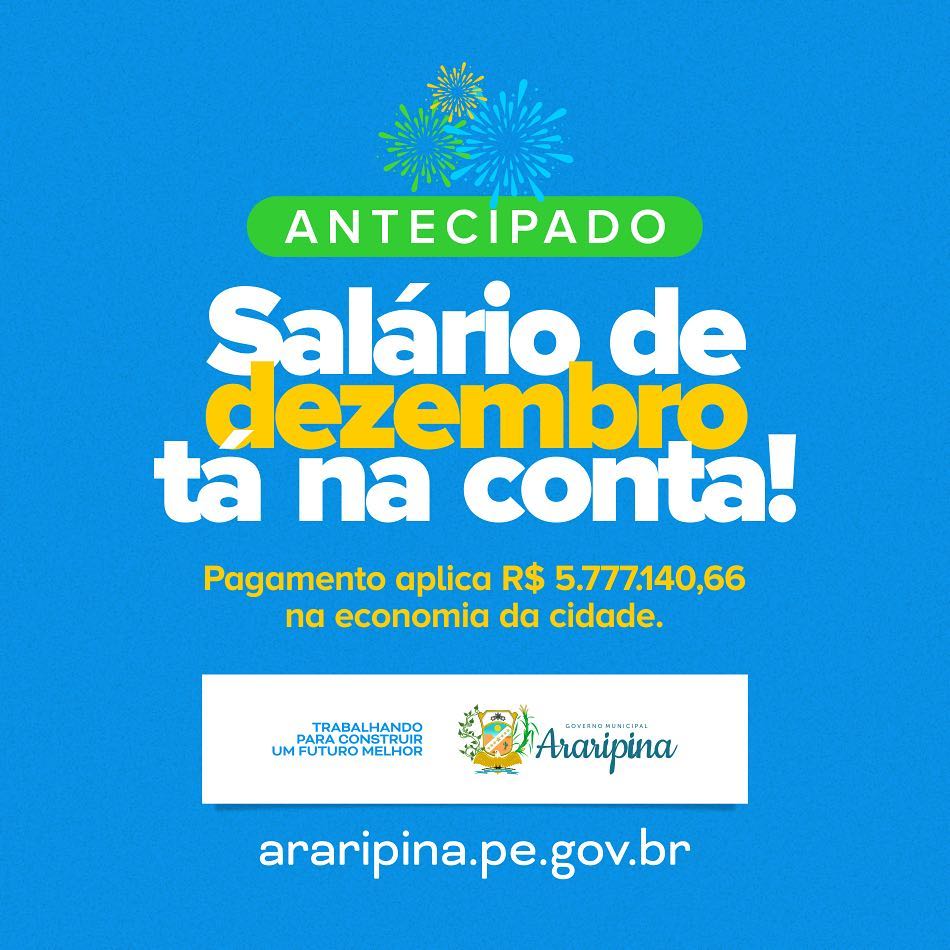 ANTECIPADO
Salário de
dezembro
tá na conta!
Pagamento aplica R$ 5.777.140,66
na economia da cidade.
TRABALHANDO
PARA CONSTRUIR
UM FUTURO MELHOR
GOVERNO MUNICIPAL
Araripina
araripina.pe.gov.br